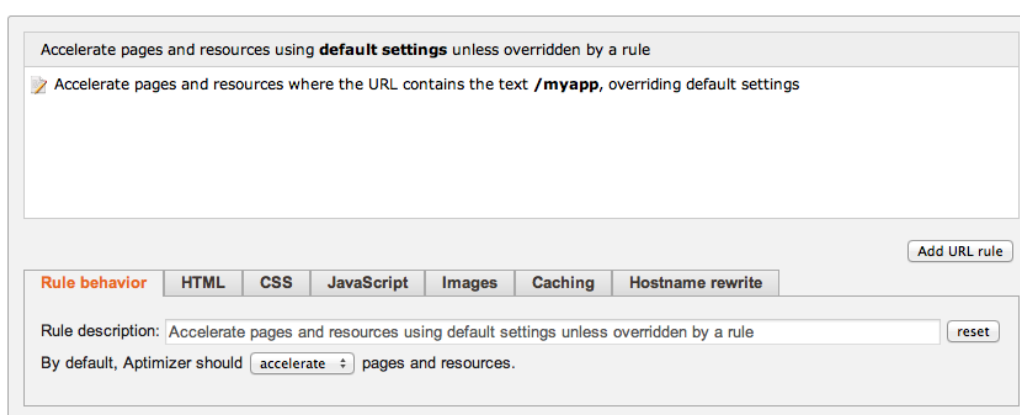 Accelerate pages and resources using default settings unless overridden by a rule
Accelerate pages and resources where the URL contains the text /myapp, overriding default settings
Add URL rule
Rule behavior HTML CSS JavaScript Images Caching Hostname rewrite
Rule description: Accelerate pages and resources using default settings unless overridden by a rule reset
By default, Aptimizer should accelerate pages and resources.